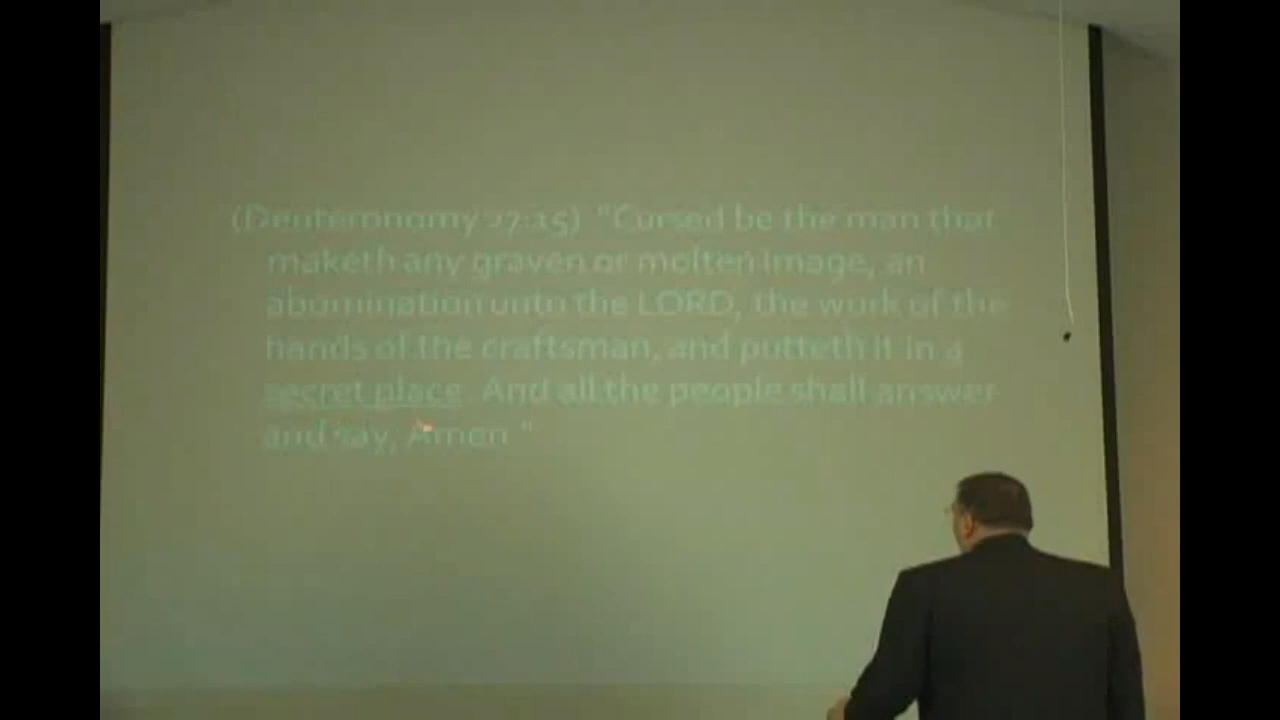 (Deuteronomy 27:15) "Cursed be the man that
maketh any graven or molten image, an
abomination unto the LORD, the work of the
hands of the craftsman, and putteth it in a
secret place. And all the people shall answer
and say, Amen."